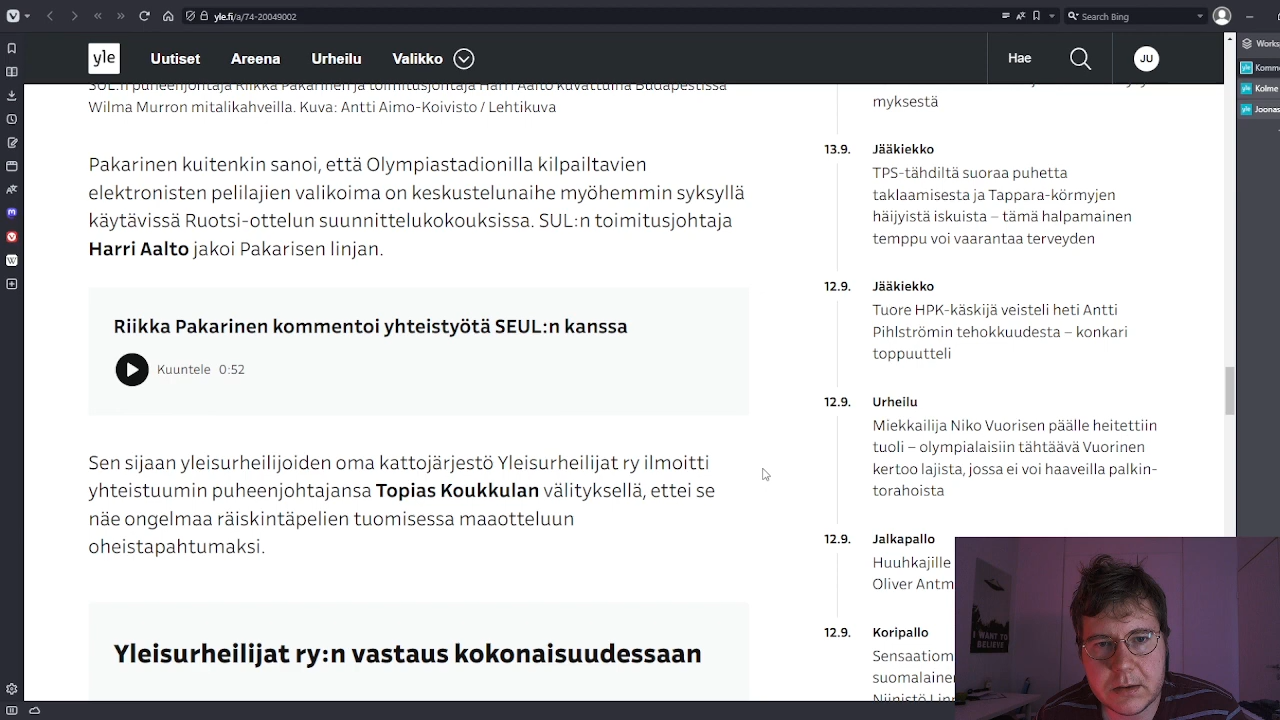 yle.fi/a/74-20049002
Search Bing
yle
Uutiset
Areena
Urheilu
Valikko
Hae
JU
Works
Komme
Kolme
Joonas
SUL:n puheenjohtaja Riikka Pakarinen ja toimitusjohtaja Harri Aalto kuvattuina Budapestissa
Wilma Murron mitalikahveilla. Kuva: Antti Aimo-Koivisto / Lehtikuva
Pakarinen kuitenkin sanoi, että Olympiastadionilla kilpailtavien
elektronisten pelilajien valikoima on keskustelunaihe myöhemmin syksyllä
käytävissä Ruotsi-ottelun suunnittelukokouksissa. SUL:n toimitusjohtaja
Harri Aalto jakoi Pakarisen linjan.
Riikka Pakarinen kommentoi yhteistyötä SEUL:n kanssa
Kuuntele 0:52
Sen sijaan yleisurheilijoiden oma kattojärjestö Yleisurheilijat ry ilmoitti
yhteistuumin puheenjohtajansa Topias Koukkulan välityksellä, ettei se
näe ongelmaa räiskintäpelien tuomisessa maaotteluun
oheistapahtumaksi.
Yleisurheilijat ry:n vastaus kokonaisuudessaan
myksestä
13.9. Jääkiekko
TPS-tähdiltä suoraa puhetta
taklaamisesta ja Tappara-körmyjen
häijyistä iskuista – tämä halpamainen
temppu voi vaarantaa terveyden
12.9. Jääkiekko
Tuore HPK-käskijä veisteli heti Antti
Pihlströmin tehokkuudesta – konkari
toppuutteli
12.9. Urheilu
Miekkailija Niko Vuorisen päälle heitettiin
tuoli – olympialaisiin tähtäävä Vuorinen
kertoo lajista, jossa ei voi haaveilla palkin-
torahoista
12.9. Jalkapallo
Huuhkajille
Oliver Antm
12.9. Koripallo
Sensaatiom
suomalainen
Niinistö Lin
I WANT TO
BELIEVE